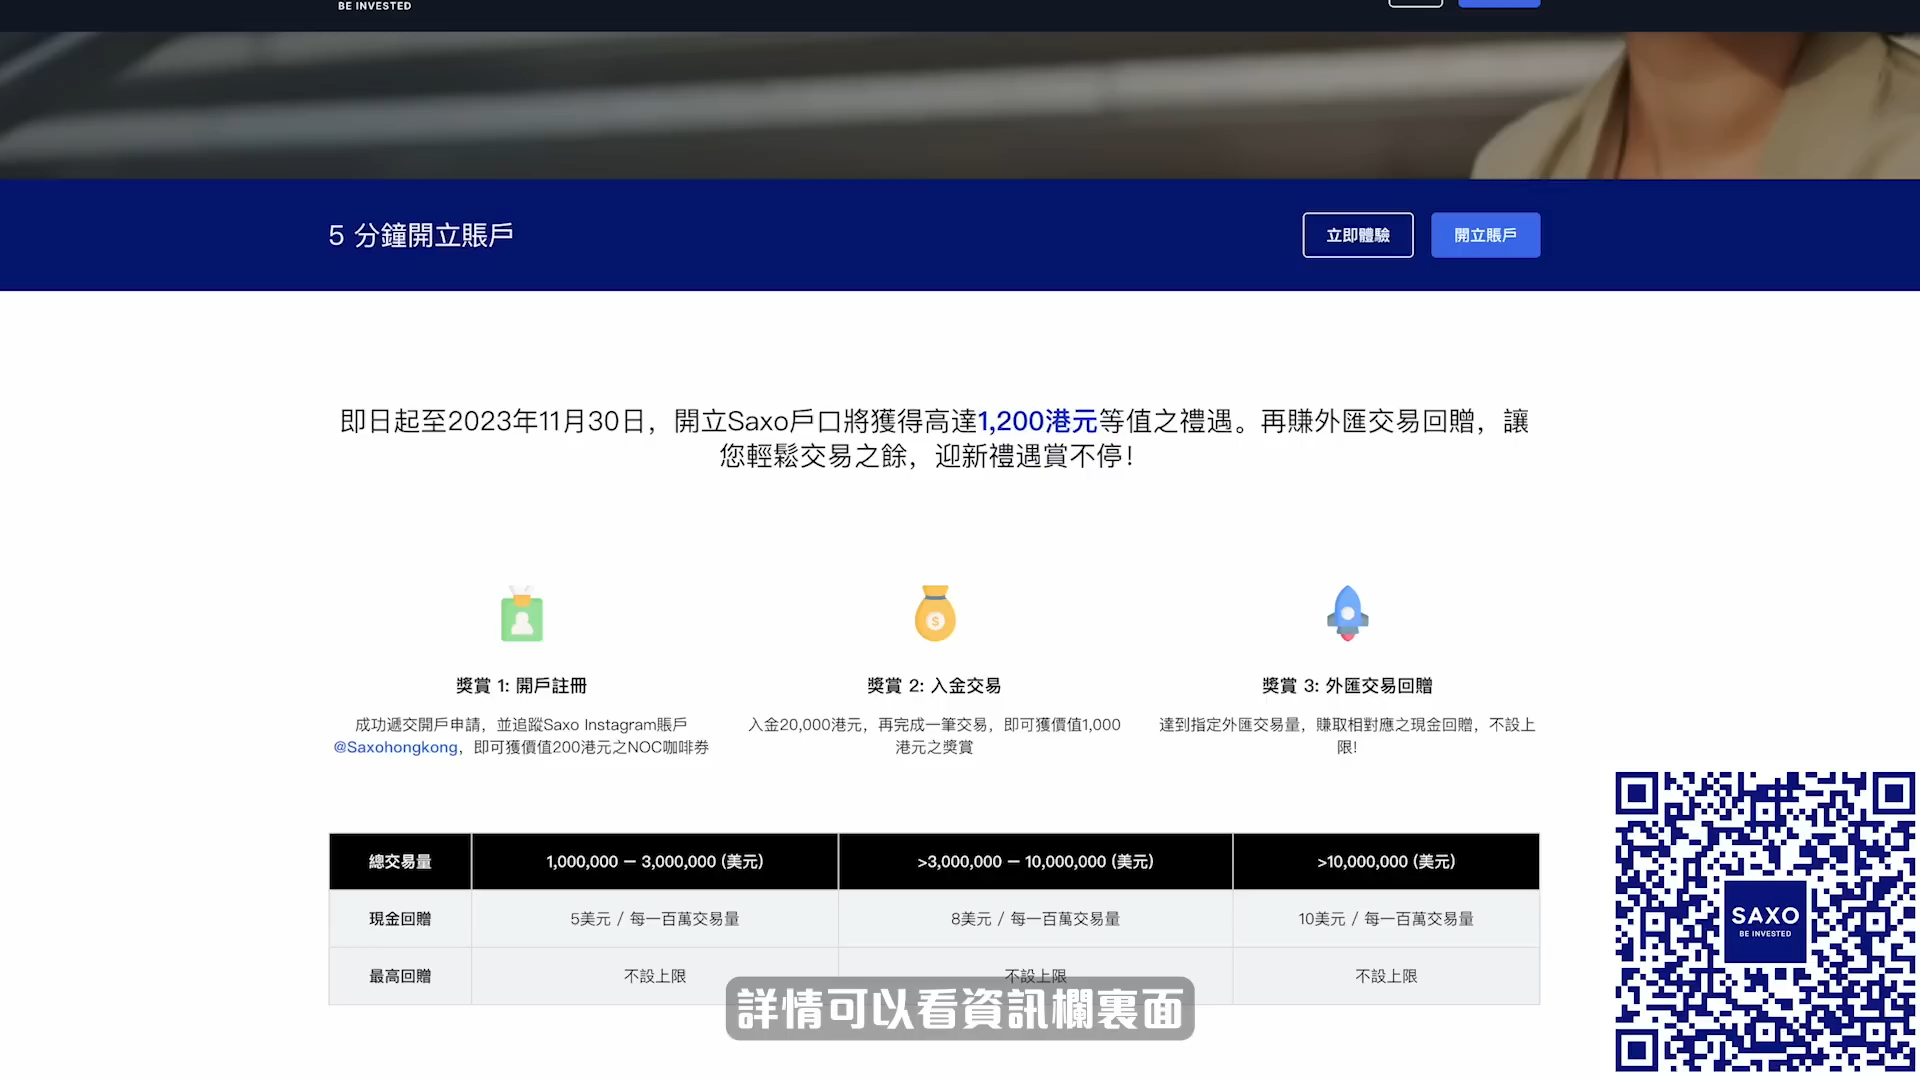 BE INVESTED
5 分鐘開立賬戶
立即體驗
開立賬戶
即日起至2023年11月30日，開立Saxo戶口將獲得高達1,200港元等值之禮遇。再賺外匯交易回贈，讓
您輕鬆交易之餘，迎新禮遇賞不停！
獎賞 1: 開戶註冊
成功遞交開戶申請，並追蹤Saxo Instagram賬戶
@Saxohongkong，即可獲價值200港元之NOC咖啡券
獎賞 2: 入金交易
入金20,000港元，再完成一筆交易，即可獲價值1,000
港元之獎賞
獎賞 3: 外匯交易回贈
達到指定外匯交易量，賺取相對應之現金回贈，不設上
限!
總交易量 1,000,000 — 3,000,000 (美元) >3,000,000 — 10,000,000 (美元) >10,000,000 (美元)
現金回贈 5美元 / 每一百萬交易量 8美元 / 每一百萬交易量 10美元 / 每一百萬交易量
最高回贈 不設上限 不設上限 不設上限
詳情可以看資訊欄裏面
SAXO
BE INVESTED